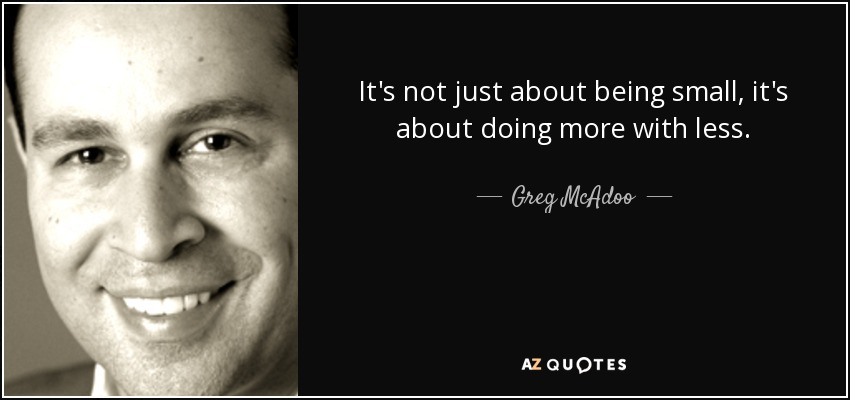 It's not just about being small, it's
about doing more with less.
Greg McAdoo
AZ QUOTES